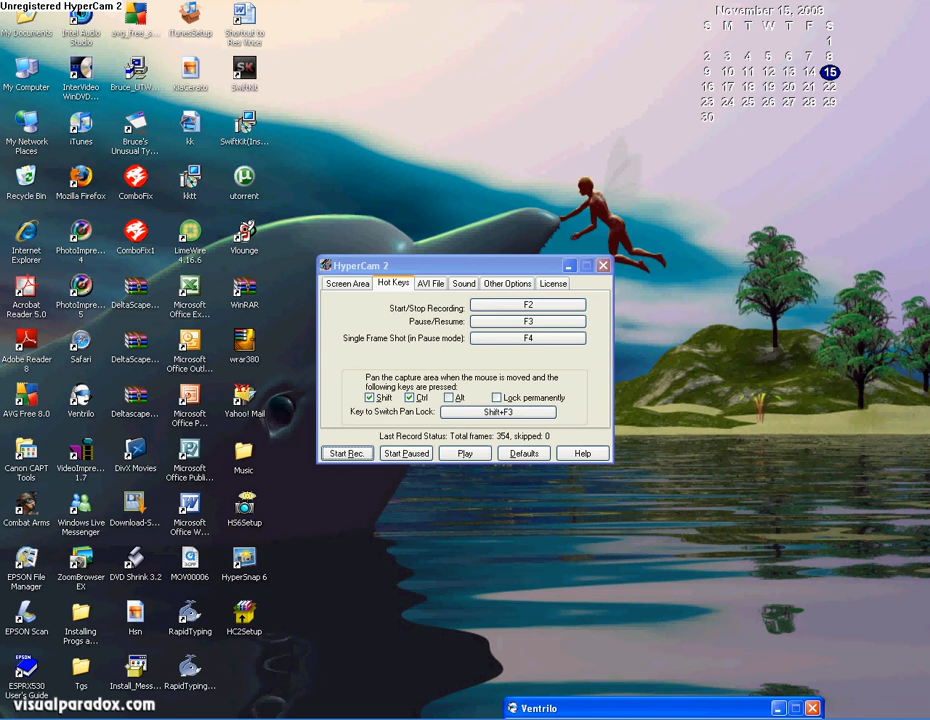 Unregistered HyperCam 2
November 15, 2008
S M T W T F S
1
2 3 4 5 6 7 8
9 10 11 12 13 14 15
16 17 18 19 20 21 22
23 24 25 26 27 28 29
30
My Documents
Intel Audio Studio
avg_free_s...
iTunesSetup
Shortcut to Res Vince
My Computer
InterVideo WinDVD...
Bruce_UTW...
KisGerato
SwiftKit
My Network Places
iTunes
Bruce's Unusual Ty...
kk
SwiftKit(Ins...
Recycle Bin
Mozilla Firefox
ComboFix
kktt
utorrent
Internet Explorer
PhotoImpre... 4
ComboFix1
LimeWire 4.16.6
Vlounge
Acrobat Reader 5.0
PhotoImpre... 5
DeltaScape...
Microsoft Office Ex...
WinRAR
Adobe Reader 8
Safari
DeltaScape...
Microsoft Office Outl...
wrar380
AVG Free 8.0
Ventrilo
Deltascape...
Microsoft Office P...
Yahoo! Mail
Canon CAPT Tools
VideoImpre... 1.7
DivX Movies
Microsoft Office Publi...
Music
Combat Arms
Windows Live Messenger
Download-S...
Microsoft Office W...
HS6Setup
EPSON File Manager
ZoomBrowser EX
DVD Shrink 3.2
MOV00006
HyperSnap 6
EPSON Scan
Installing Progs a...
Hsn
RapidTyping
HC2Setup
ESPRX530 User's Guide
Tgs
Install_Mess...
RapidTyping...
visualparadox.com
HyperCam 2
Screen Area
Hot Keys
AVI File
Sound
Other Options
License
Start/Stop Recording: F2
Pause/Resume: F3
Single Frame Shot (in Pause mode): F4
Pan the capture area when the mouse is moved and the
following keys are pressed:
Shift Ctrl Alt Lock permanently
Key to Switch Pan Lock: Shift+F3
Last Record Status: Total frames: 354, skipped: 0
Start Rec. Start Paused Play Defaults Help
Ventrilo